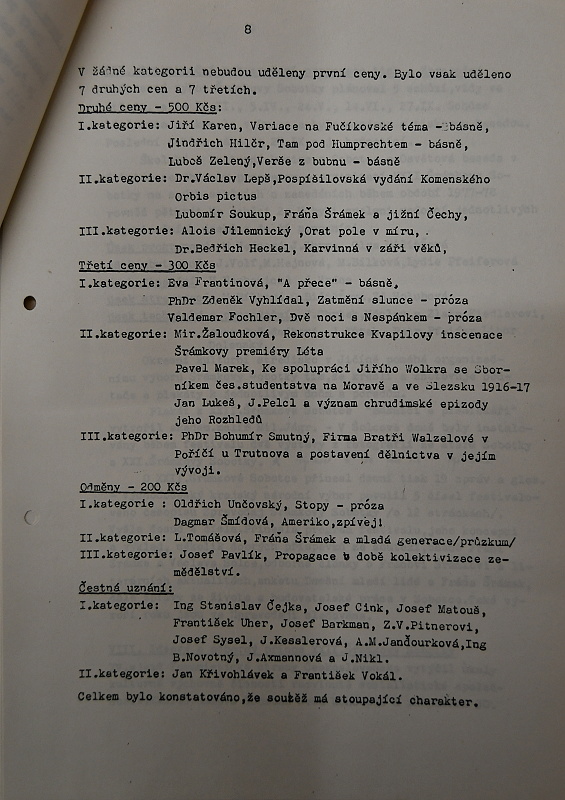 8
V žádné kategorii nebudou uděleny první ceny. Bylo vsak uděleno
7 druhých cen a 7 třetích.
Druhé ceny - 500 Kčs:
I.kategorie: Jiří Karen, Variace na Fučíkovské téma - básně,
Jindřich Hilčr, Tam pod Humprechtem - básně,
Luboš Zelený,Verše z bubnu - básně
II.kategorie: Dr.Václav Lepš,Pospíšilovská vydání Komenského
Orbis pictus
Lubomír Soukup, Fráňa Šrámek a jižní Čechy,
III.kategorie: Alois Jilemnický ,Orat pole v míru, .
Dr.Bedřich Heckel, Karvinná v záři věků,
Třetí ceny - 300 Kčs
I.kategorie: Eva Frantinová, "A přece" - básně,
PhDr Zdeněk Vyhlídal, Zatmění slunce - próza
Valdemar Fochler, Dvě noci s Nespánkem - próza
II.kategorie: Mir.Žaloudková, Rekonstrukce Kvapilovy inscenace
Šrámkovy premiéry Léta
Pavel Marek, Ke spolupráci Jiřího Wolkra se Sbor-
níkem čes.studentstva na Moravě a ve Slezsku 1916-17
Jan Lukeš, J.Pelcl a význam chrudimské epizody
jeho Rozhledů
III.kategorie: PhDr Bohumír Smutný, Firma Bratři Walzelové v
Poříčí u Trutnova a postavení dělnictva v jejím
vývoji.
Odměny - 200 Kčs
I.kategorie : Oldřich Unčovský, Stopy - próza
Dagmar Šmídová, Ameriko,zpívej!
II.kategorie: L.Tomášová, Fráňa Šrámek a mladá generace/průzkum/
III.kategorie: Josef Pavlík, Propagace v době kolektivizace ze-
mědělství.
Čestná uznání:
I.kategorie: Ing Stanislav Čejka, Josef Cink, Josef Matouš,
František Uher, Josef Barkman, Z.V.Pitnerovi,
Josef Sysel, J.Kesslerová, A.M.Janďourková,Ing
B.Novotný, J.Axmannová a J.Nikl.
II.kategorie: Jan Křivohlávek a František Vokál.
Celkem bylo konstatováno,že soutěž má stoupající charakter.